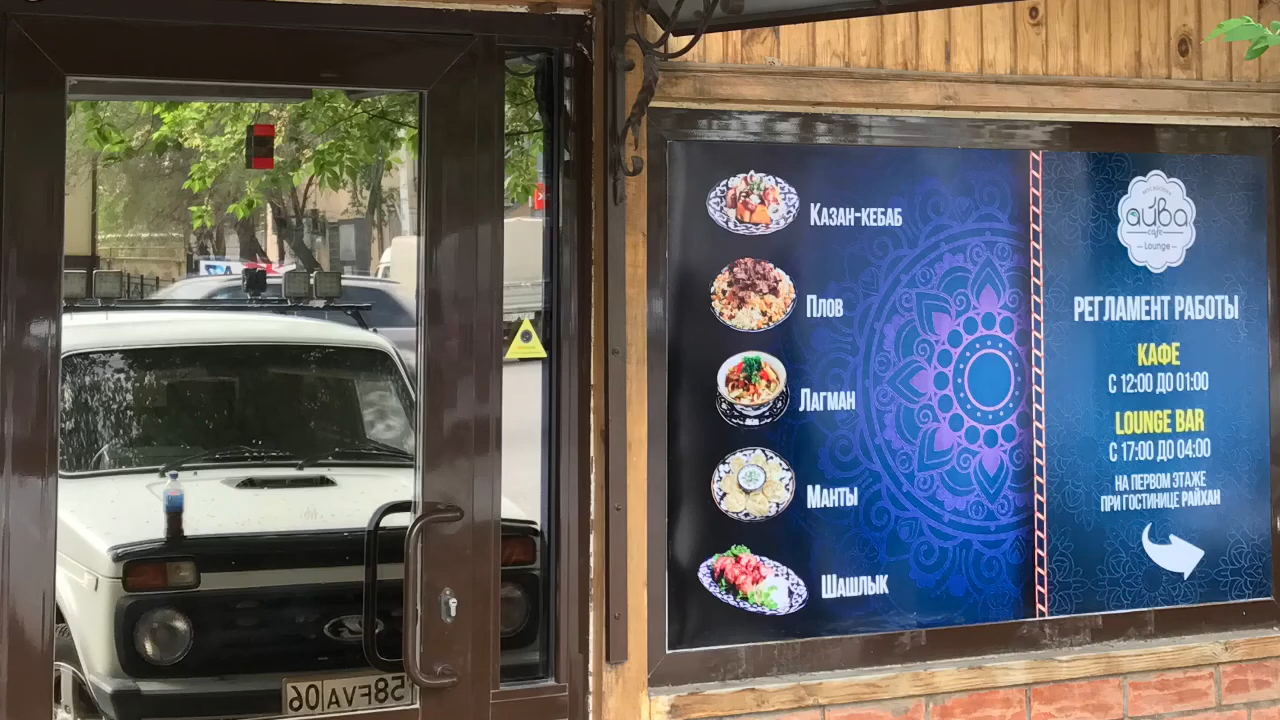 Казан-кебаб
Плов
Лагман
Манты
Шашлык
айва
cafe
Lounge
РЕГЛАМЕНТ РАБОТЫ
КАФЕ
С 12:00 ДО 01:00
LOUNGE BAR
С 17:00 ДО 04:00
НА ПЕРВОМ ЭТАЖЕ
ПРИ ГОСТИНИЦЕ РАЙХАН
58FVA06